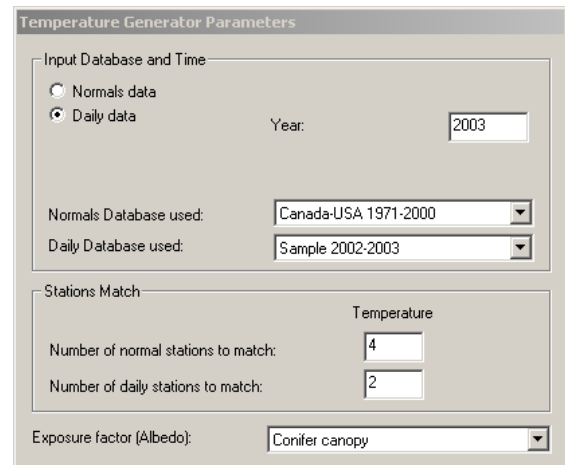 Temperature Generator Parameters
Input Database and Time
Normals data
Daily data
Year: 2003
Normals Database used: Canada-USA 1971-2000
Daily Database used: Sample 2002-2003
Stations Match
Temperature
Number of normal stations to match: 4
Number of daily stations to match: 2
Exposure factor (Albedo): Conifer canopy